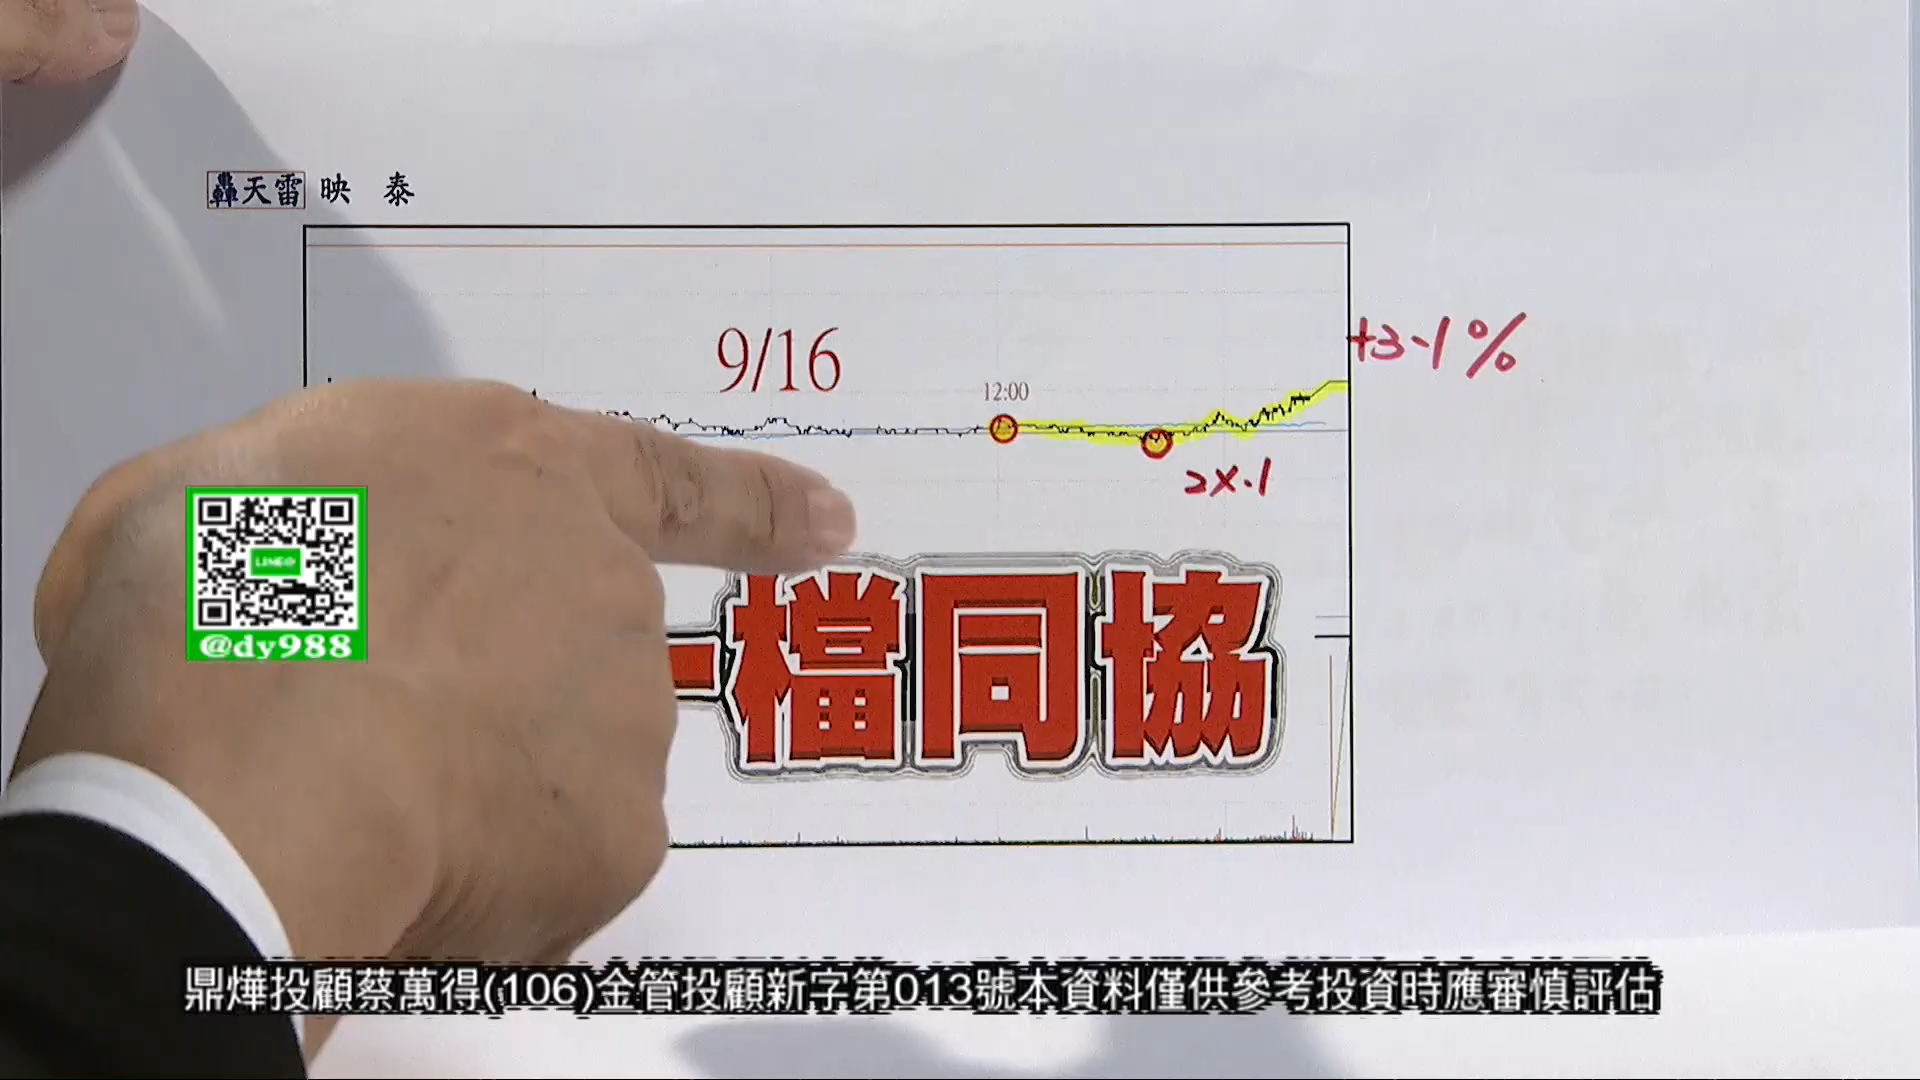 轟天雷 映 泰
9/16
+3-1%
12:00
2X.1
一檔同協
LINE@
@dy988
鼎燁投顧蔡萬得(106)金管投顧新字第013號本資料僅供參考投資時應審慎評估